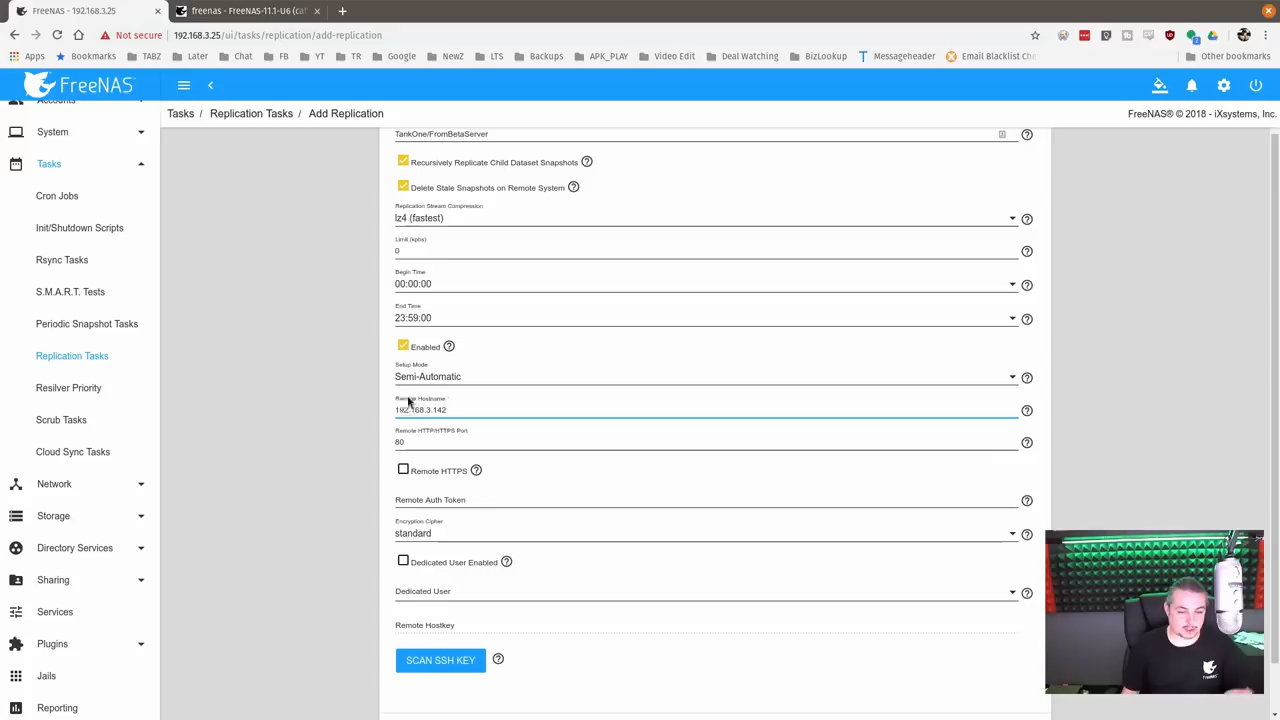 FreeNAS - 192.168.3.25
freenas - FreeNAS-11.1-U6 (ca
Not secure
192.168.3.25/ui/tasks/replication/add-replication
Apps
Bookmarks
TABZ
Later
Chat
FB
YT
TR
Google
NewZ
LTS
Backups
APK_PLAY
Video Edit
Deal Watching
BizLookup
Messageheader
Email Blacklist Che
Other bookmarks
FreeNAS
Tasks / Replication Tasks / Add Replication
FreeNAS® © 2018 - iXsystems, Inc.
Accounts
System
Tasks
Cron Jobs
Init/Shutdown Scripts
Rsync Tasks
S.M.A.R.T. Tests
Periodic Snapshot Tasks
Replication Tasks
Resilver Priority
Scrub Tasks
Cloud Sync Tasks
Network
Storage
Directory Services
Sharing
Services
Plugins
Jails
Reporting
TankOne/FromBetaServer
Recursively Replicate Child Dataset Snapshots
Delete Stale Snapshots on Remote System
Replication Stream Compression
lz4 (fastest)
Limit (kbps)
0
Begin Time
00:00:00
End Time
23:59:00
Enabled
Setup Mode
Semi-Automatic
Remote Hostname
192.168.3.142
Remote HTTP/HTTPS Port
80
Remote HTTPS
Remote Auth Token
Encryption Cipher
standard
Dedicated User Enabled
Dedicated User
Remote Hostkey
SCAN SSH KEY
FreeNAS